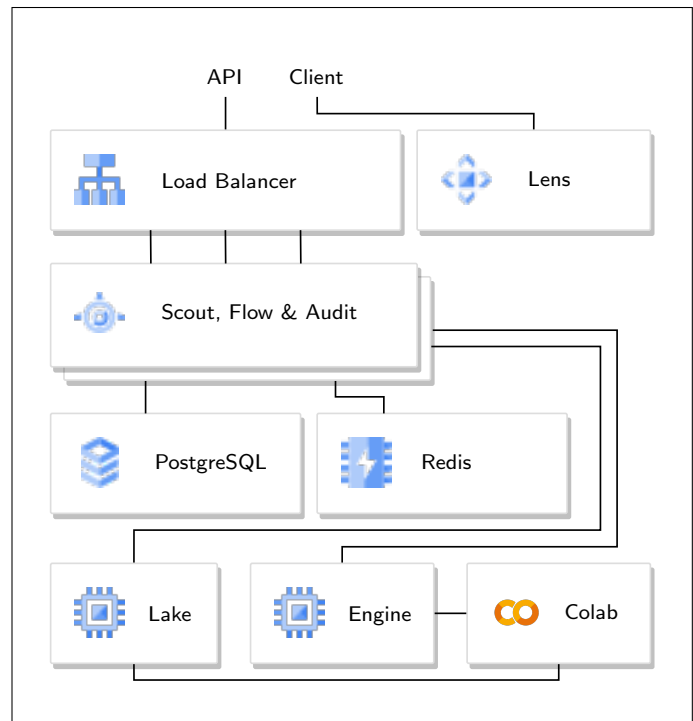 API Client
Load Balancer
Lens
Scout, Flow & Audit
PostgreSQL
Redis
Lake
Engine
Colab